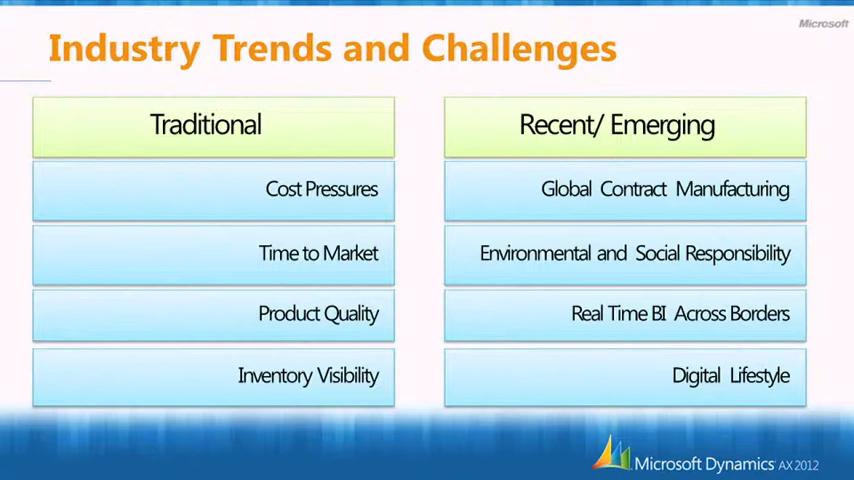 Microsoft
Industry Trends and Challenges
Traditional
Cost Pressures
Time to Market
Product Quality
Inventory Visibility
Recent/ Emerging
Global Contract Manufacturing
Environmental and Social Responsibility
Real Time BI Across Borders
Digital Lifestyle
Microsoft Dynamics AX 2012